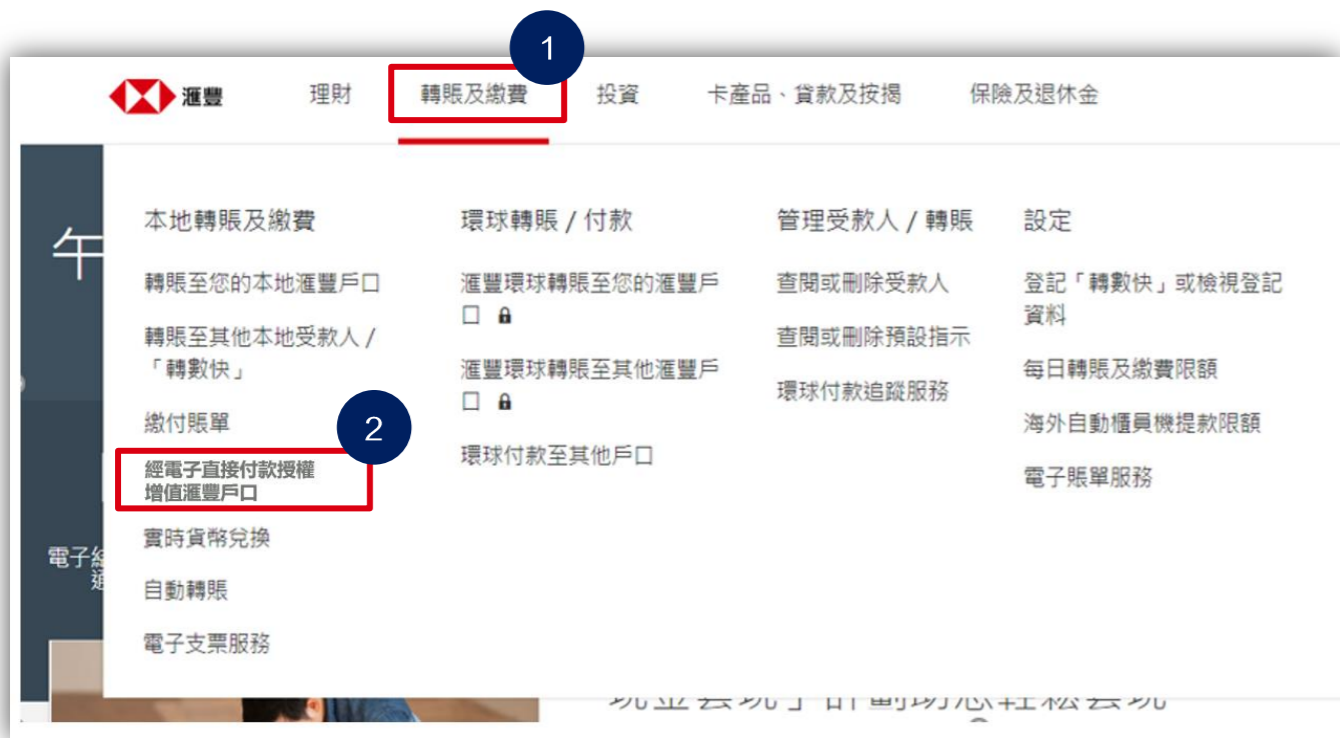 1
滙豐
理財
轉賬及繳費
投資
卡產品、貸款及按揭
保險及退休金
本地轉賬及繳費
轉賬至您的本地滙豐戶口
轉賬至其他本地受款人 /
「轉數快」
繳付賬單
2
經電子直接付款授權
增值滙豐戶口
實時貨幣兌換
自動轉賬
電子支票服務
環球轉賬 / 付款
滙豐環球轉賬至您的滙豐戶
口
滙豐環球轉賬至其他滙豐戶
口
環球付款至其他戶口
管理受款人 / 轉賬
查閱或刪除受款人
查閱或刪除預設指示
環球付款追蹤服務
設定
登記「轉數快」或檢視登記
資料
每日轉賬及繳費限額
海外自動櫃員機提款限額
電子賬單服務
午
電子